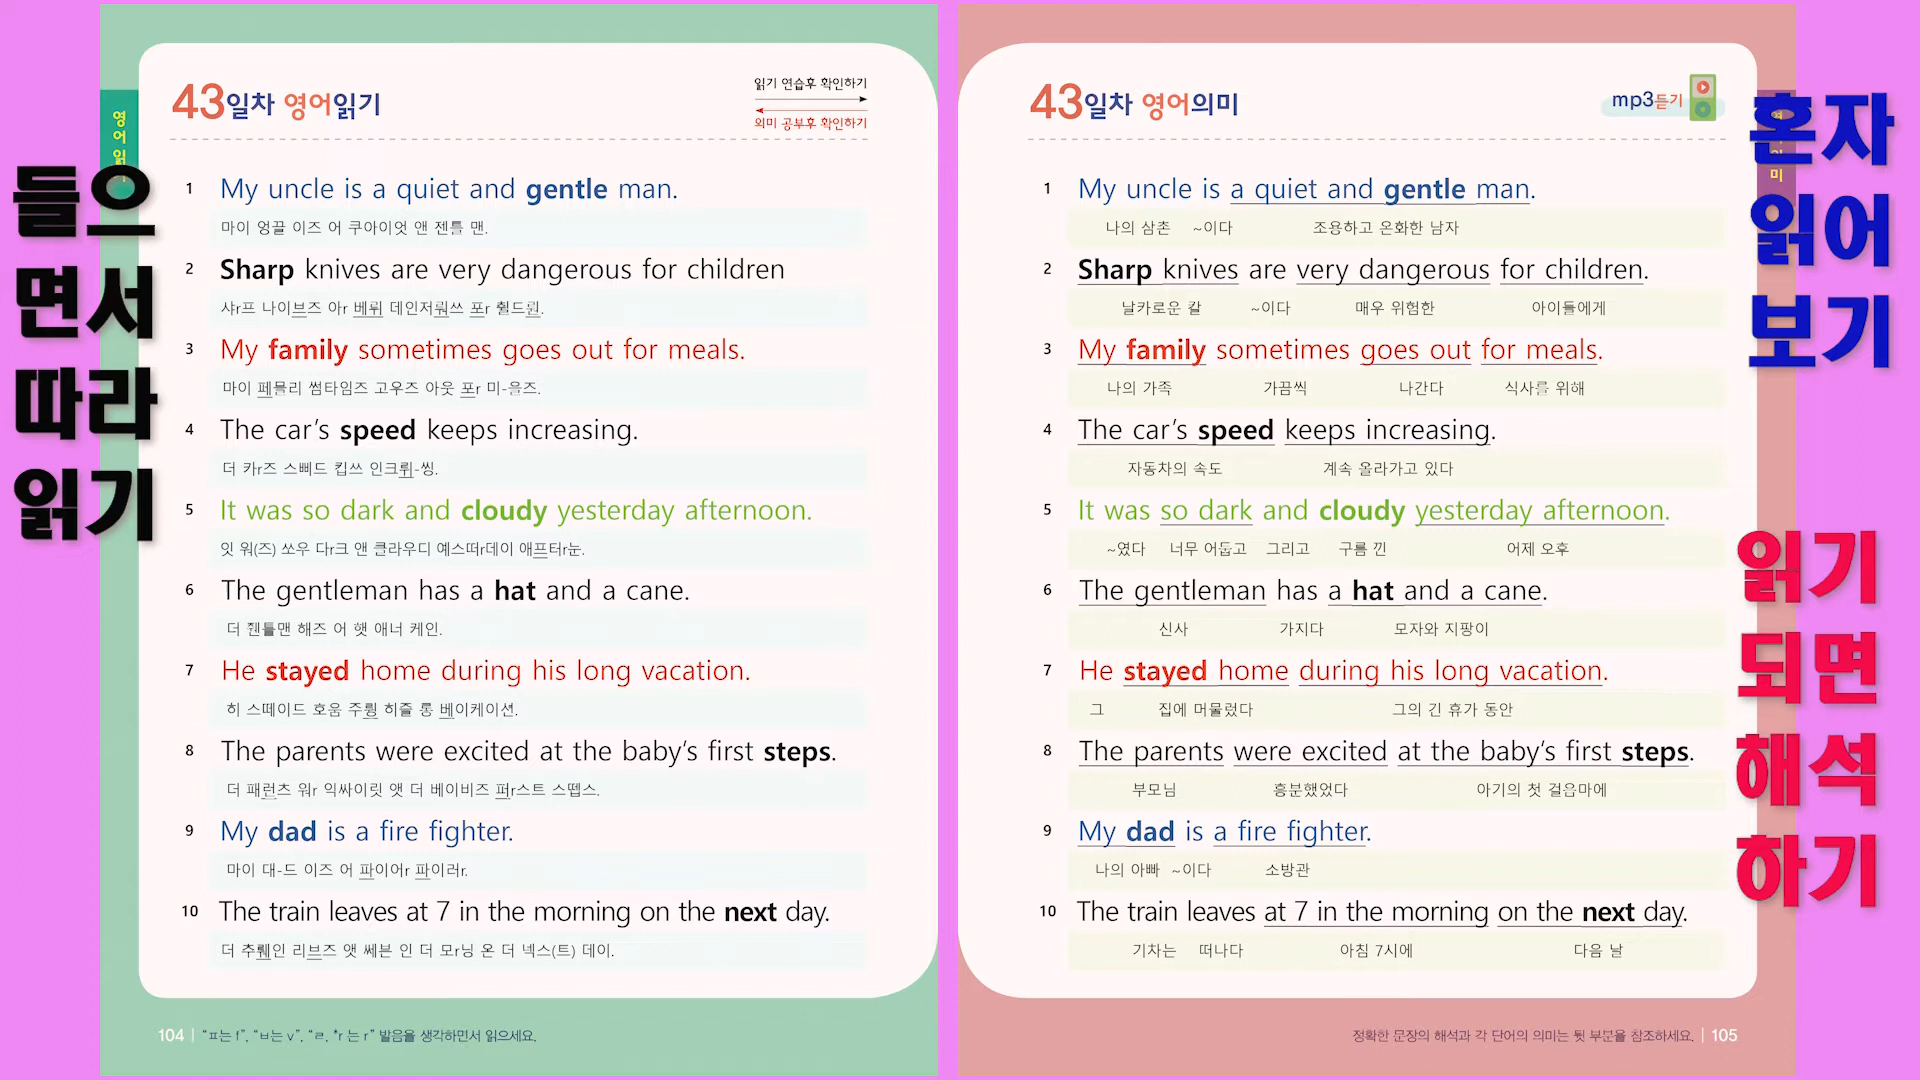 들으
면서
따라
읽기
영어 읽
43일차 영어읽기
읽기 연습후 확인하기
의미 공부후 확인하기
1 My uncle is a quiet and gentle man.
마이 엉끌 이즈 어 쿠아이엇 앤 젠틀 맨.
2 Sharp knives are very dangerous for children
샤r프 나이브즈 아r 베뤼 데인저뤄쓰 포r 췰드륀.
3 My family sometimes goes out for meals.
마이 페믈리 썸타임즈 고우즈 아웃 포r 미-을즈.
4 The car’s speed keeps increasing.
더 카r즈 스삐드 킵쓰 인크뤼-씽.
5 It was so dark and cloudy yesterday afternoon.
잇 워(즈) 쏘우 다r크 앤 클라우디 예스떠r데이 애프터r눈.
6 The gentleman has a hat and a cane.
더 줸틀맨 해즈 어 햇 애너 케인.
7 He stayed home during his long vacation.
히 스떼이드 호움 주륑 히즐 롱 베이케이션.
8 The parents were excited at the baby’s first steps.
더 패런츠 워r 익싸이릿 앳 더 베이비즈 퍼r스트 스뗍스.
9 My dad is a fire fighter.
마이 대-드 이즈 어 파이어r 파이러r.
10 The train leaves at 7 in the morning on the next day.
더 추뤠인 리브즈 앳 쎄븐 인 더 모r닝 온 더 넥스(트) 데이.
104 | “ㅍ는 f”, “ㅂ는 v”, “ㄹ, *r 는 r” 발음을 생각하면서 읽으세요.
43일차 영어의미
mp3듣기
1 My uncle is a quiet and gentle man.
나의 삼촌 ~이다 조용하고 온화한 남자
2 Sharp knives are very dangerous for children.
날카로운 칼 ~이다 매우 위험한 아이들에게
3 My family sometimes goes out for meals.
나의 가족 가끔씩 나간다 식사를 위해
4 The car’s speed keeps increasing.
자동차의 속도 계속 올라가고 있다
5 It was so dark and cloudy yesterday afternoon.
~였다 너무 어둡고 그리고 구름 낀 어제 오후
6 The gentleman has a hat and a cane.
신사 가지다 모자와 지팡이
7 He stayed home during his long vacation.
그 집에 머물렀다 그의 긴 휴가 동안
8 The parents were excited at the baby’s first steps.
부모님 흥분했었다 아기의 첫 걸음마에
9 My dad is a fire fighter.
나의 아빠 ~이다 소방관
10 The train leaves at 7 in the morning on the next day.
기차는 떠나다 아침 7시에 다음 날
정확한 문장의 해석과 각 단어의 의미는 뒷 부분을 참조하세요. | 105
혼자
읽어
보기
읽기
되면
해석
하기